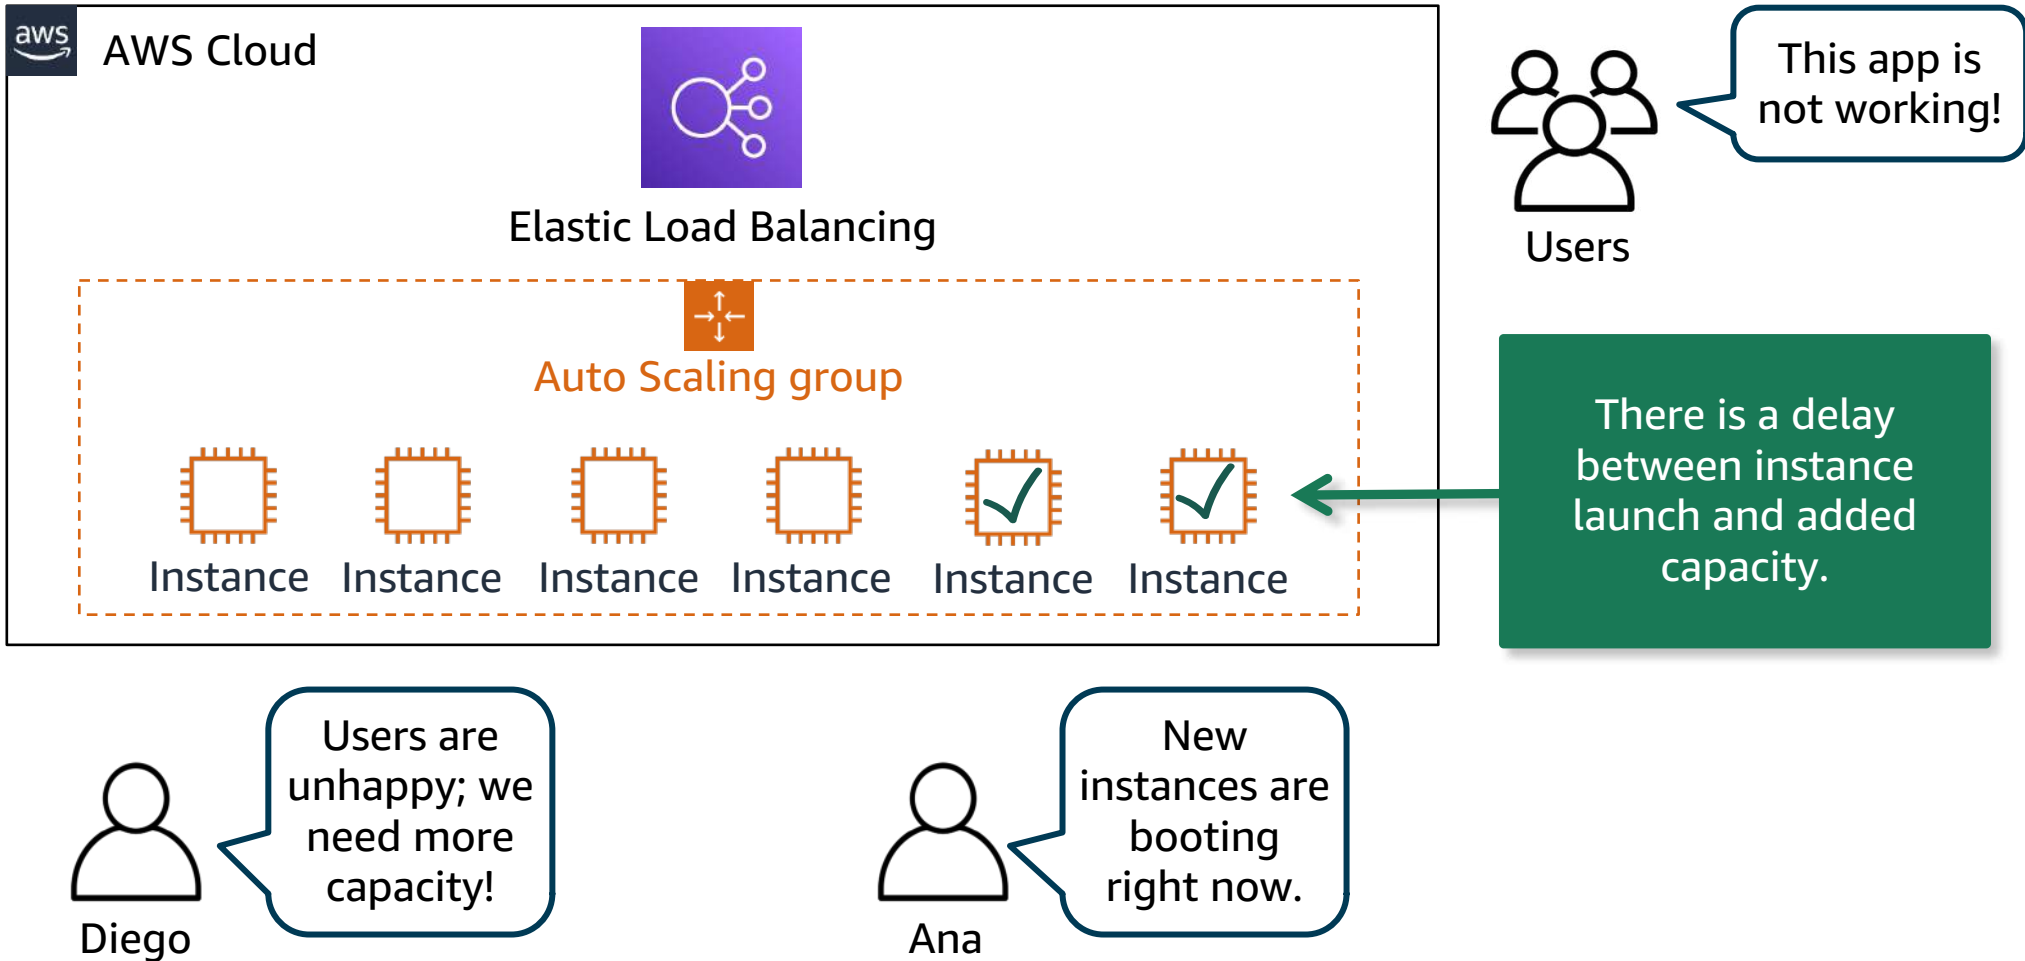 aws
AWS Cloud
Elastic Load Balancing
Auto Scaling group
Instance Instance Instance Instance Instance Instance
This app is
not working!
Users
There is a delay
between instance
launch and added
capacity.
Users are
unhappy; we
need more
capacity!
Diego
New
instances are
booting
right now.
Ana